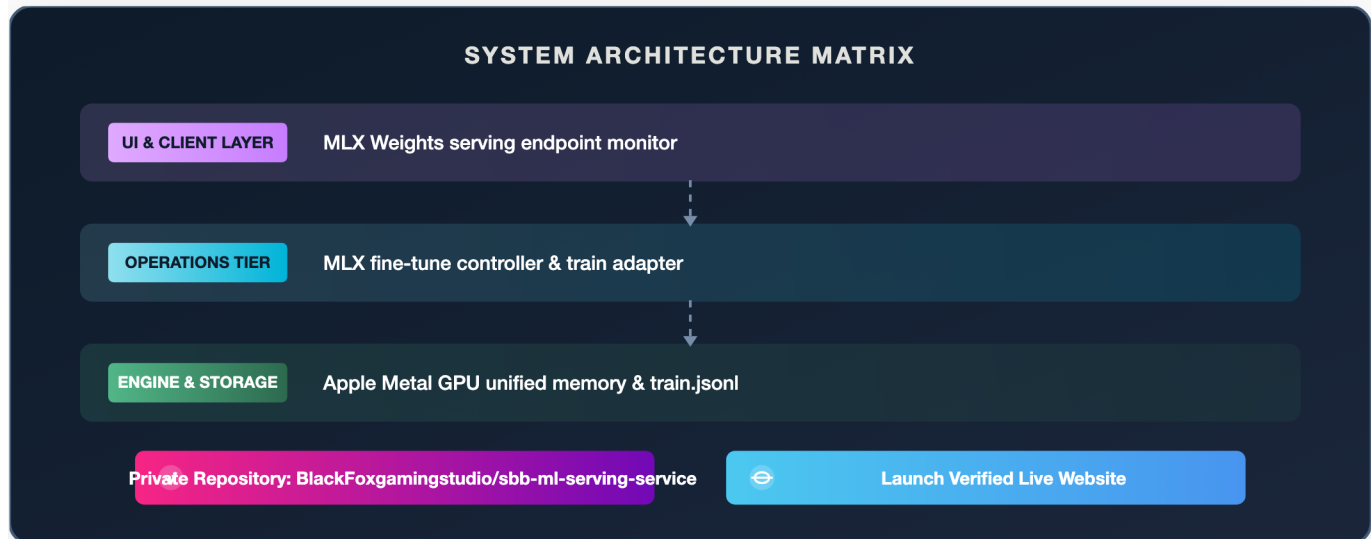 SYSTEM ARCHITECTURE MATRIX
UI & CLIENT LAYER
MLX Weights serving endpoint monitor
OPERATIONS TIER
MLX fine-tune controller & train adapter
ENGINE & STORAGE
Apple Metal GPU unified memory & train.jsonl
Private Repository: BlackFoxgamingstudio/sbb-ml-serving-service
Launch Verified Live Website